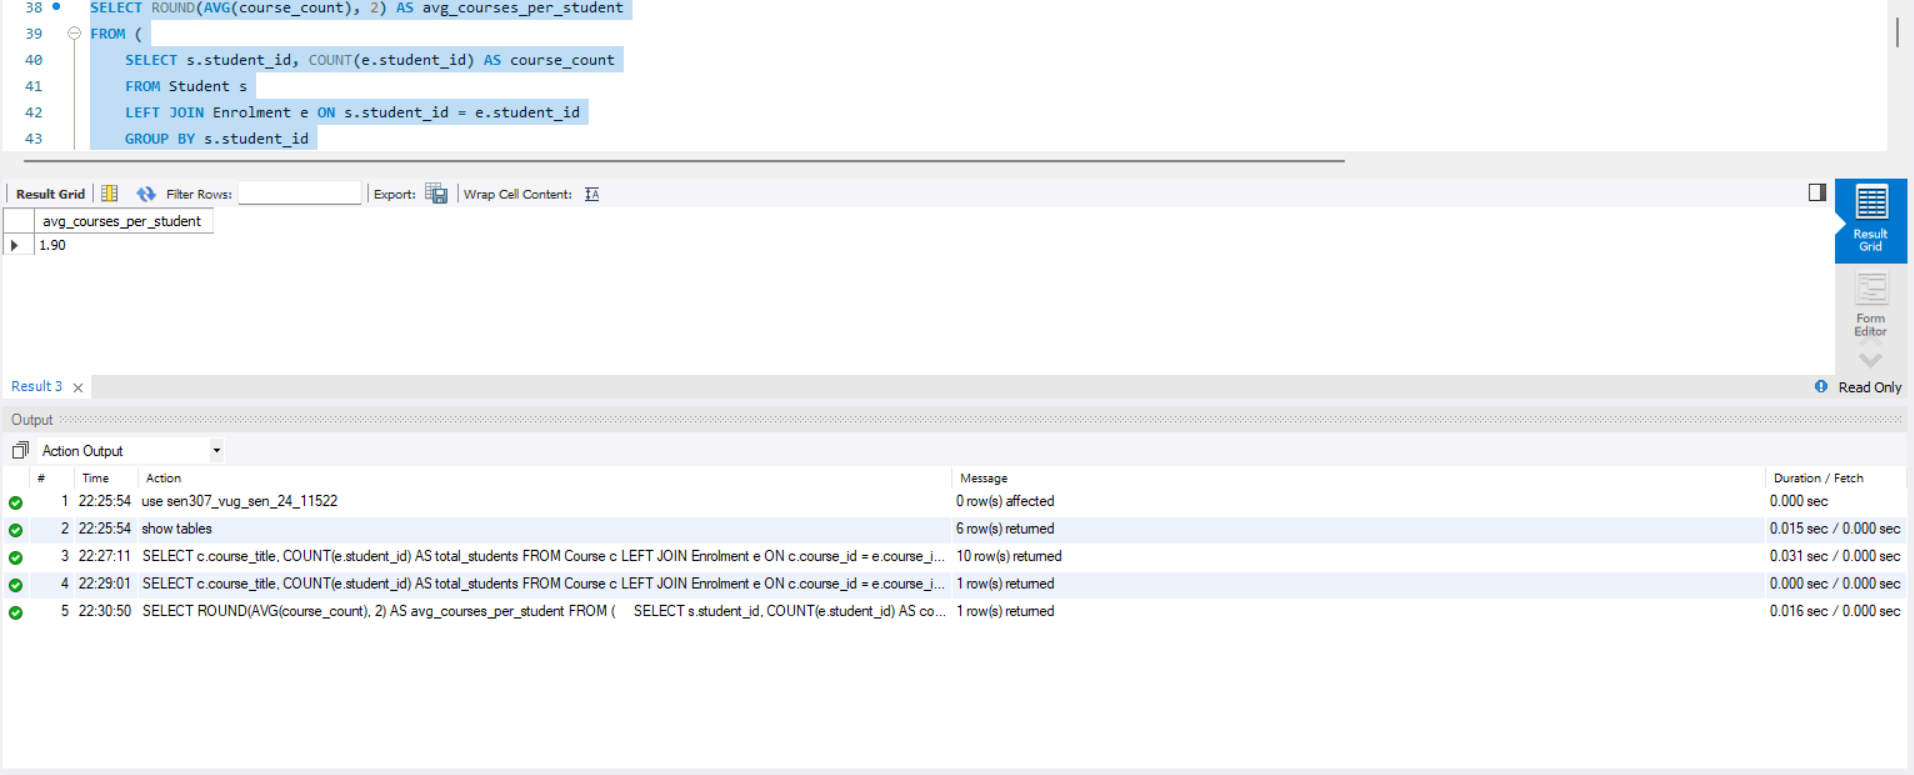 38 SELECT ROUND(AVG(course_count), 2) AS avg_courses_per_student
39 FROM (
40 SELECT s.student_id, COUNT(e.student_id) AS course_count
41 FROM Student s
42 LEFT JOIN Enrolment e ON s.student_id = e.student_id
43 GROUP BY s.student_id
Result Grid Filter Rows: Export: Wrap Cell Content: IA
avg_courses_per_student
1.90
Result
Grid
Form
Editor
Result 3 x Read Only
Output
Action Output
# Time Action Message Duration / Fetch
1 22:25:54 use sen307_vug_sen_24_11522 0 row(s) affected 0.000 sec
2 22:25:54 show tables 6 row(s) returned 0.015 sec / 0.000 sec
3 22:27:11 SELECT c.course_title, COUNT(e.student_id) AS total_students FROM Course c LEFT JOIN Enrolment e ON c.course_id = e.course_i... 10 row(s) returned 0.031 sec / 0.000 sec
4 22:29:01 SELECT c.course_title, COUNT(e.student_id) AS total_students FROM Course c LEFT JOIN Enrolment e ON c.course_id = e.course_i... 1 row(s) returned 0.000 sec / 0.000 sec
5 22:30:50 SELECT ROUND(AVG(course_count), 2) AS avg_courses_per_student FROM ( SELECT s.student_id, COUNT(e.student_id) AS co... 1 row(s) returned 0.016 sec / 0.000 sec